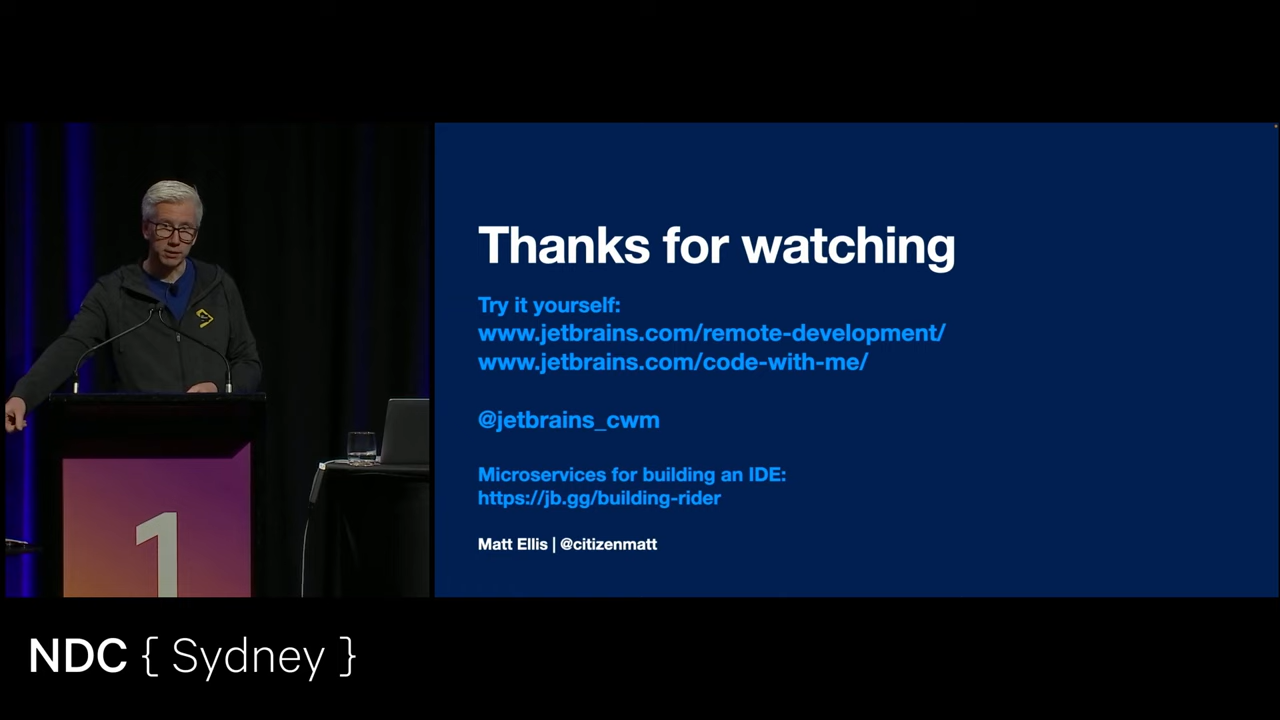 Thanks for watching
Try it yourself:
www.jetbrains.com/remote-development/
www.jetbrains.com/code-with-me/
@jetbrains_cwm
Microservices for building an IDE:
https://jb.gg/building-rider
Matt Ellis | @citizenmatt
1
NDC { Sydney }